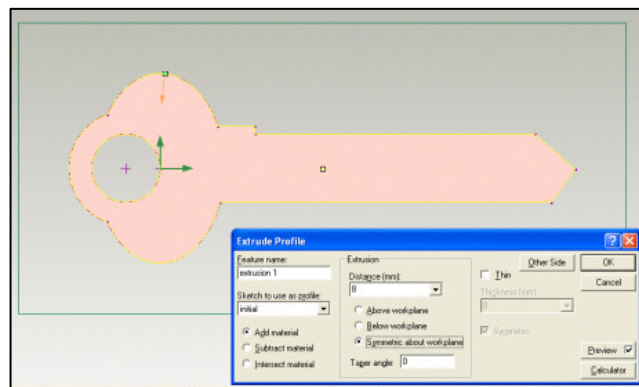 Extrude Profile
Feature name:
extrusion 1
Sketch to use as profile:
initial
Add material
Subtract material
Intersect material
Extrusion
Distance (mm):
8
Above workplane
Below workplane
Symmetric about workplane
Taper angle: 0
Other Side
Thin
Thickness (mm):
0
Symmetric
OK
Cancel
Preview
Calculator